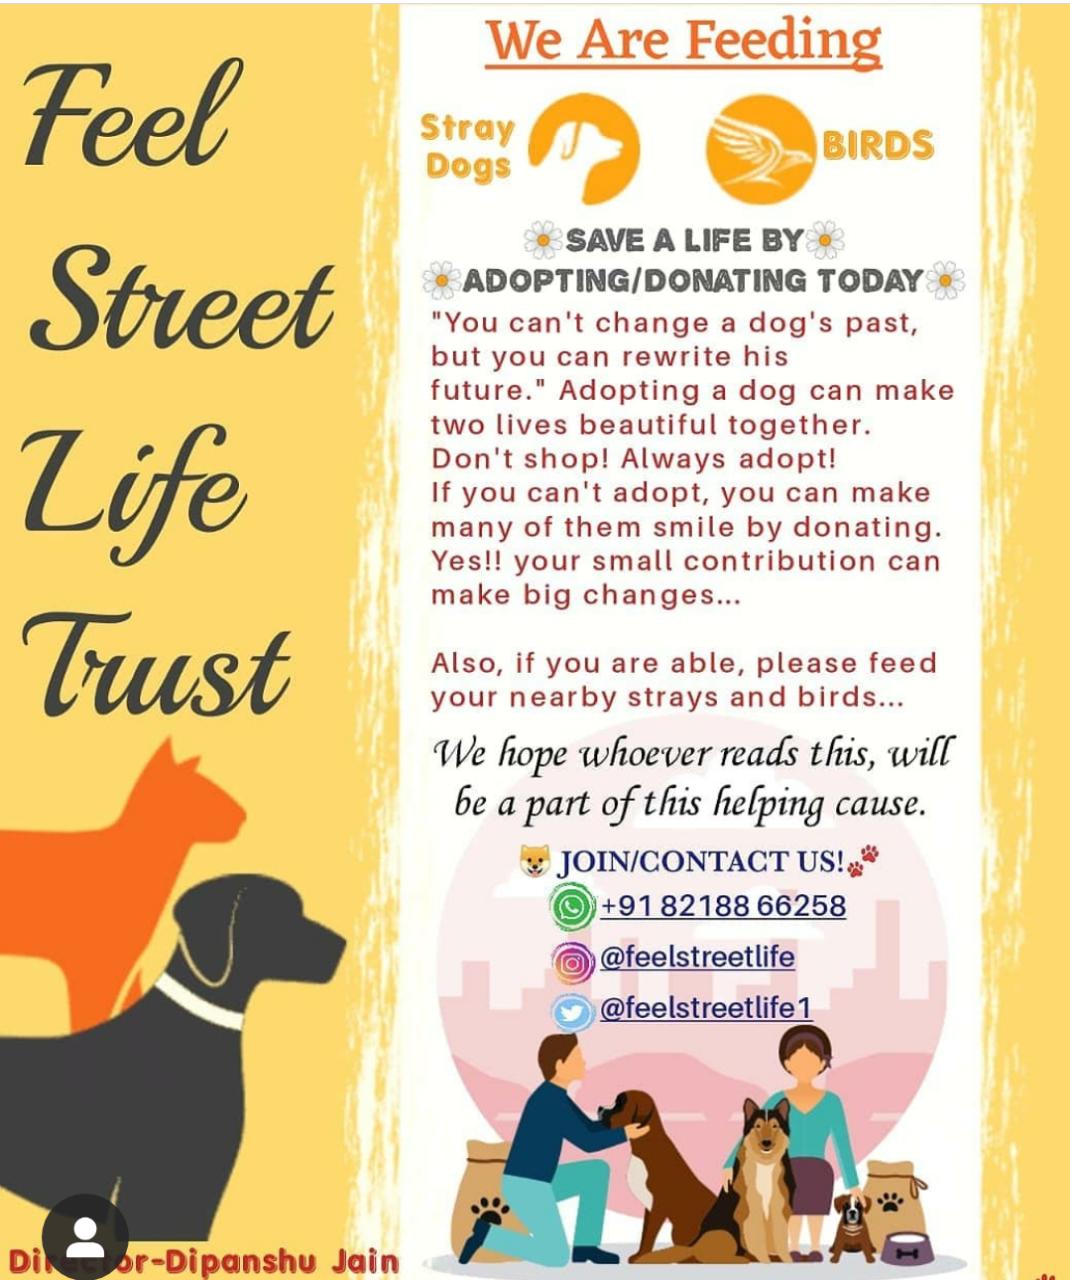 Feel
Street
Life
Trust
We Are Feeding
Stray
Dogs
BIRDS
SAVE A LIFE BY
ADOPTING/DONATING TODAY
"You can't change a dog's past,
but you can rewrite his
future." Adopting a dog can make
two lives beautiful together.
Don't shop! Always adopt!
If you can't adopt, you can make
many of them smile by donating.
Yes!! your small contribution can
make big changes...
Also, if you are able, please feed
your nearby strays and birds...
We hope whoever reads this, will
be a part of this helping cause.
JOIN/CONTACT US!
+91 82188 66258
@feelstreetlife
@feelstreetlife1
-Dipanshu Jain